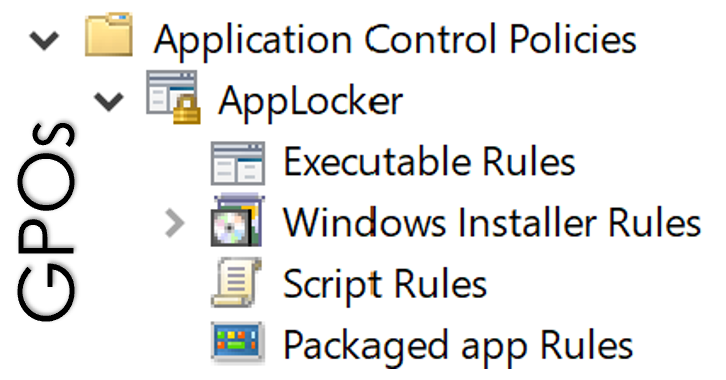 GPOs
Application Control Policies
AppLocker
Executable Rules
Windows Installer Rules
Script Rules
Packaged app Rules